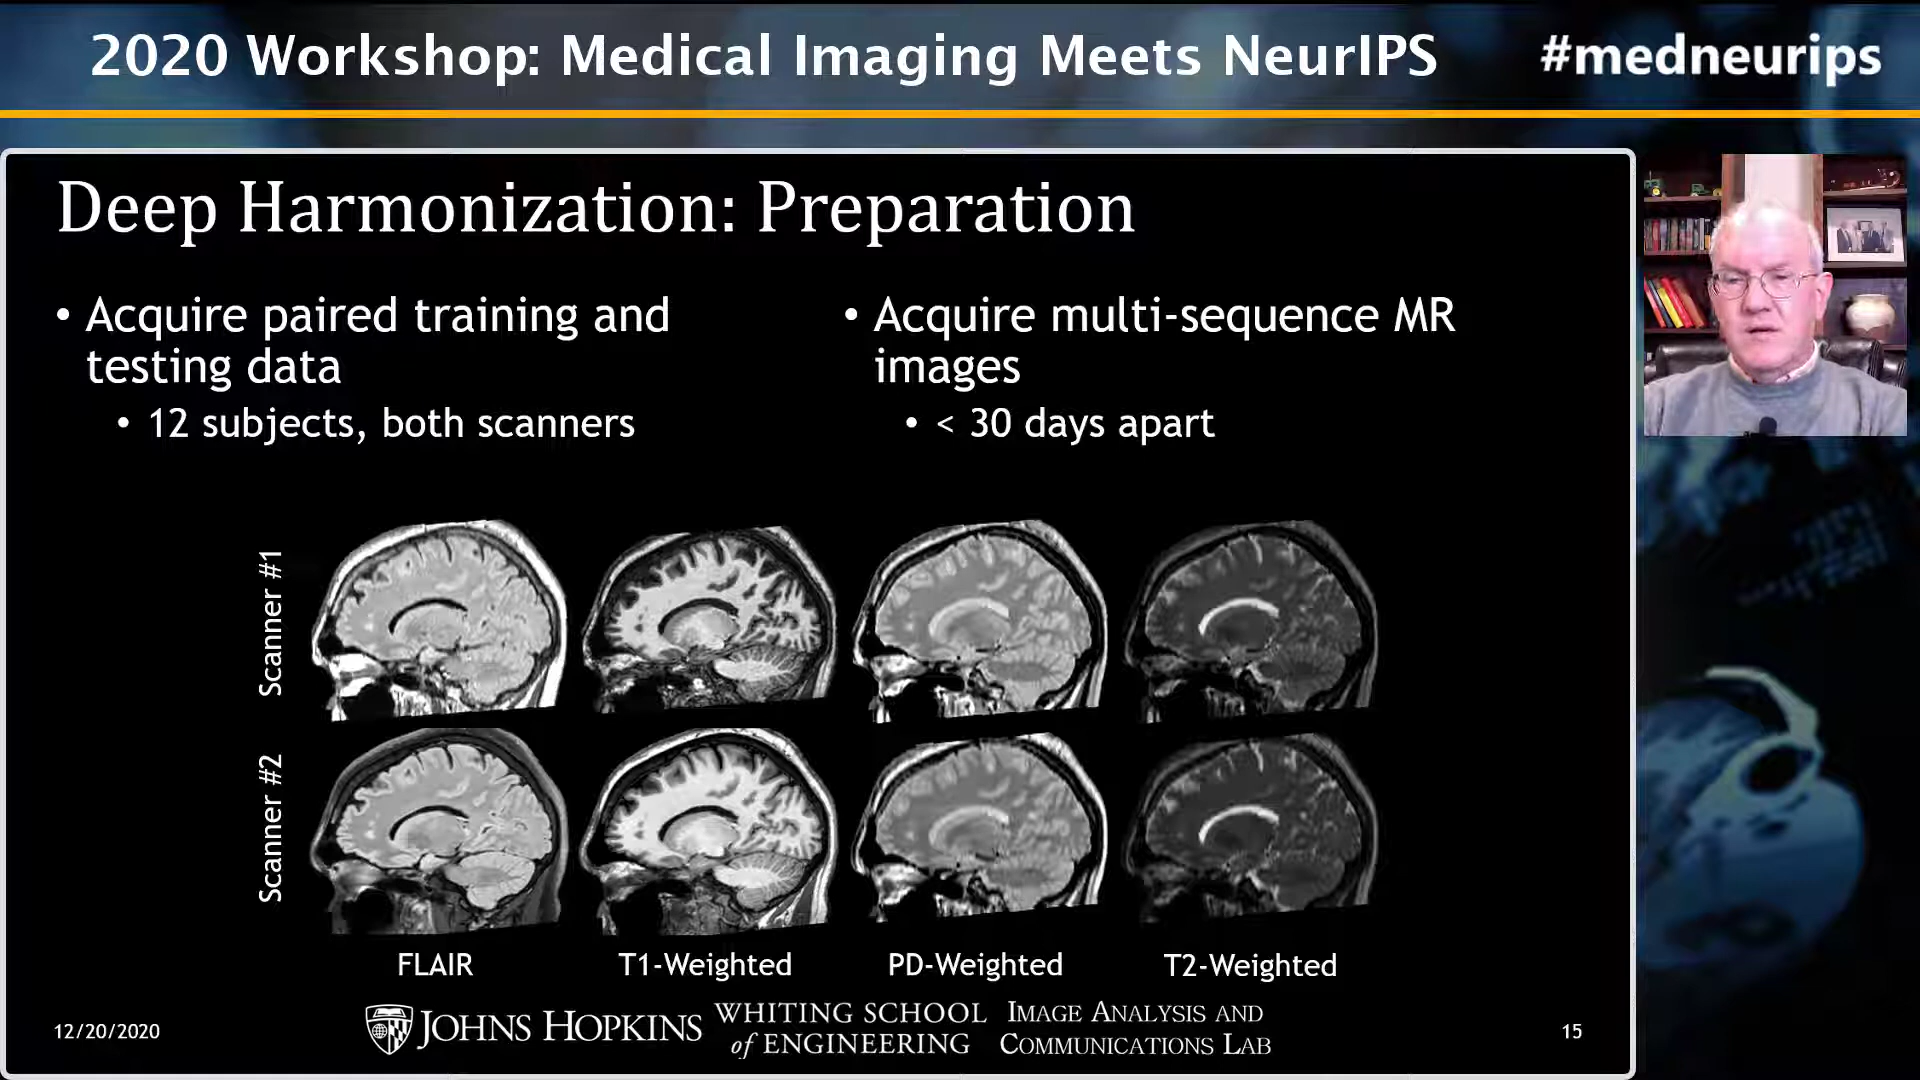 2020 Workshop: Medical Imaging Meets NeurIPS
#medneurips
Deep Harmonization: Preparation
• Acquire paired training and
testing data
• 12 subjects, both scanners
• Acquire multi-sequence MR
images
• < 30 days apart
Scanner #1
Scanner #2
FLAIR
T1-Weighted
PD-Weighted
T2-Weighted
12/20/2020
JOHNS HOPKINS
WHITING SCHOOL
of ENGINEERING
IMAGE ANALYSIS AND
COMMUNICATIONS LAB
15